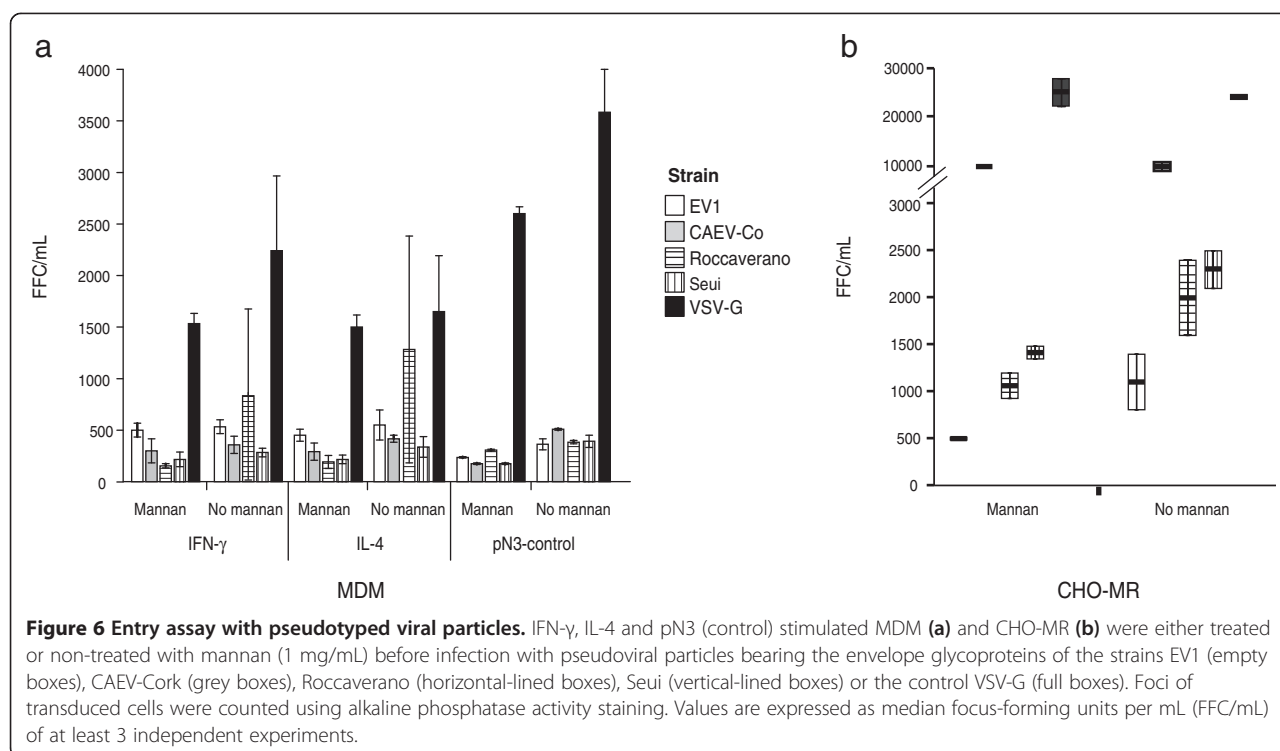 a
4000
3500
3000
2500
2000
1500
1000
500
0
FFC/mL
Mannan No mannan Mannan No mannan Mannan No mannan
IFN-γ IL-4 pN3-control
MDM
Strain
EV1
CAEV-Co
Roccaverano
Seui
VSV-G
b
30000
20000
10000
3000
2500
2000
1500
1000
500
0
FFC/mL
Mannan No mannan
CHO-MR
Figure 6 Entry assay with pseudotyped viral particles. IFN-γ, IL-4 and pN3 (control) stimulated MDM (a) and CHO-MR (b) were either treated
or non-treated with mannan (1 mg/mL) before infection with pseudoviral particles bearing the envelope glycoproteins of the strains EV1 (empty
boxes), CAEV-Cork (grey boxes), Roccaverano (horizontal-lined boxes), Seui (vertical-lined boxes) or the control VSV-G (full boxes). Foci of
transduced cells were counted using alkaline phosphatase activity staining. Values are expressed as median focus-forming units per mL (FFC/mL)
of at least 3 independent experiments.